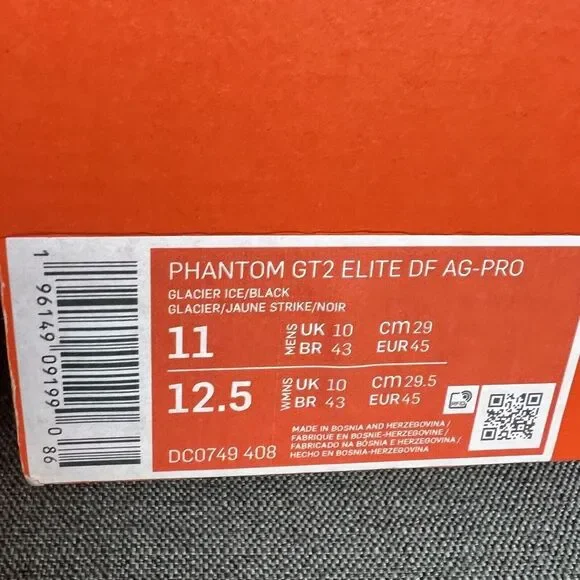 PHANTOM GT2 ELITE DF AG-PRO
GLACIER ICE/BLACK
GLACIER/JAUNE STRIKE/NOIR
11 MENS UK 10 CM 29
BR 43 EUR 45
12.5 WMNS UK 10 CM 29.5
BR 43 EUR 45
RFID
MADE IN BOSNIA AND HERZEGOVINA/
FABRIQUE EN BOSNIE-HERZEGOVINE/
FABRICADO NA BÓSNIA E HERZEGOVINA/
HECHO EN BOSNIA-HERZEGOVINA
DC0749 408
1 96149 09199 0 86